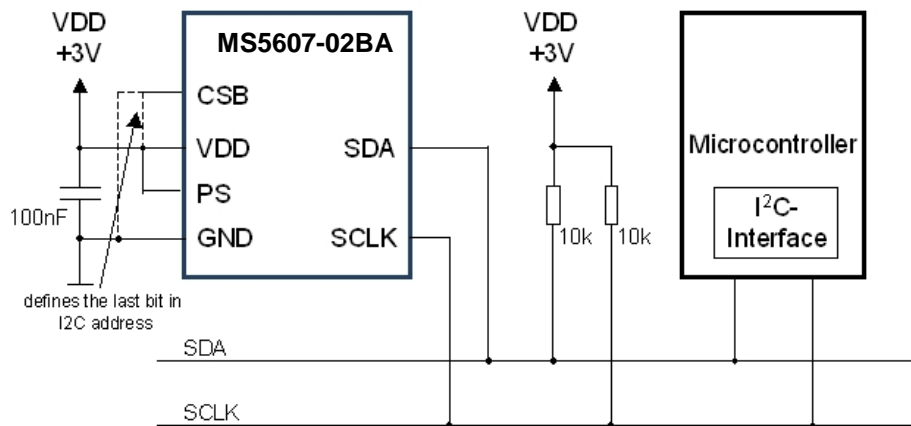 VDD
+3V
MS5607-02BA
CSB
VDD
PS
GND
SDA
SCLK
100nF
defines the last bit in
I2C address
VDD
+3V
10k
10k
Microcontroller
I²C-
Interface
SDA
SCLK